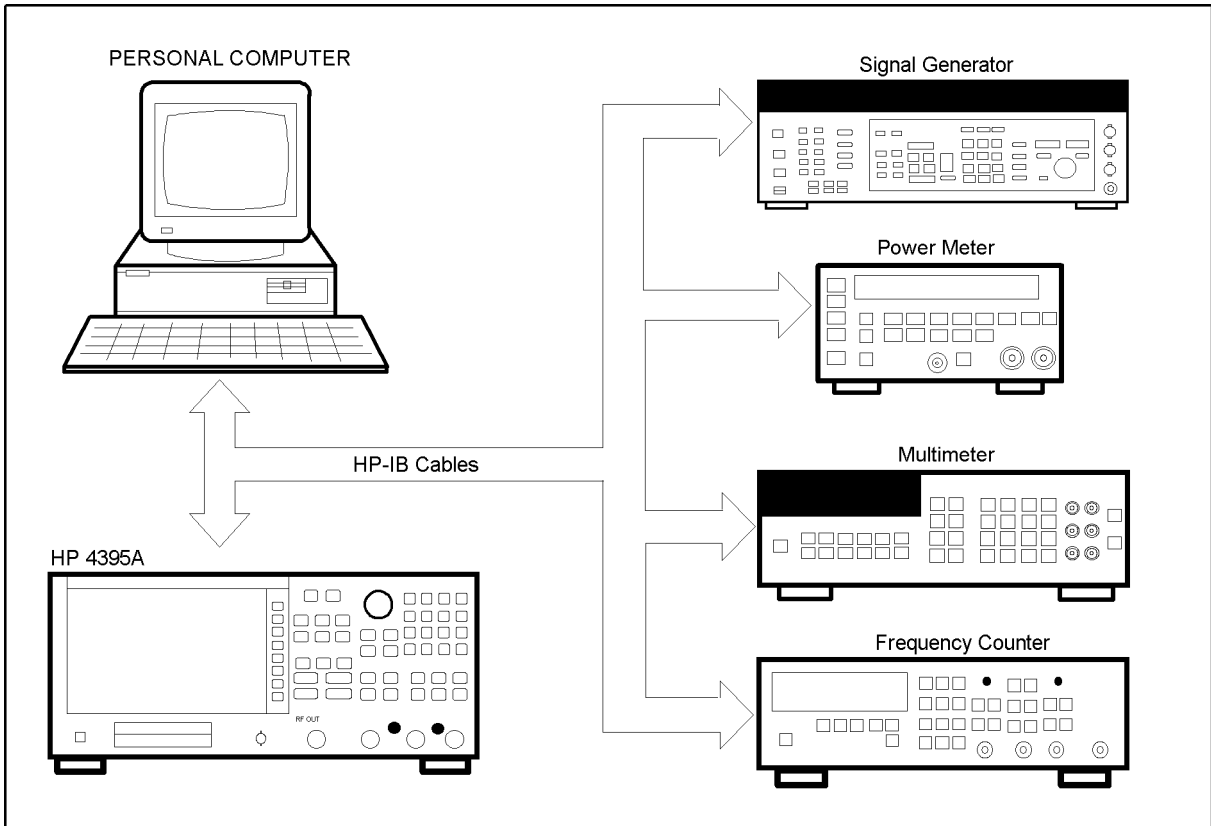 PERSONAL COMPUTER
Signal Generator
Power Meter
HP-IB Cables
Multimeter
HP 4395A
RF OUT
Frequency Counter